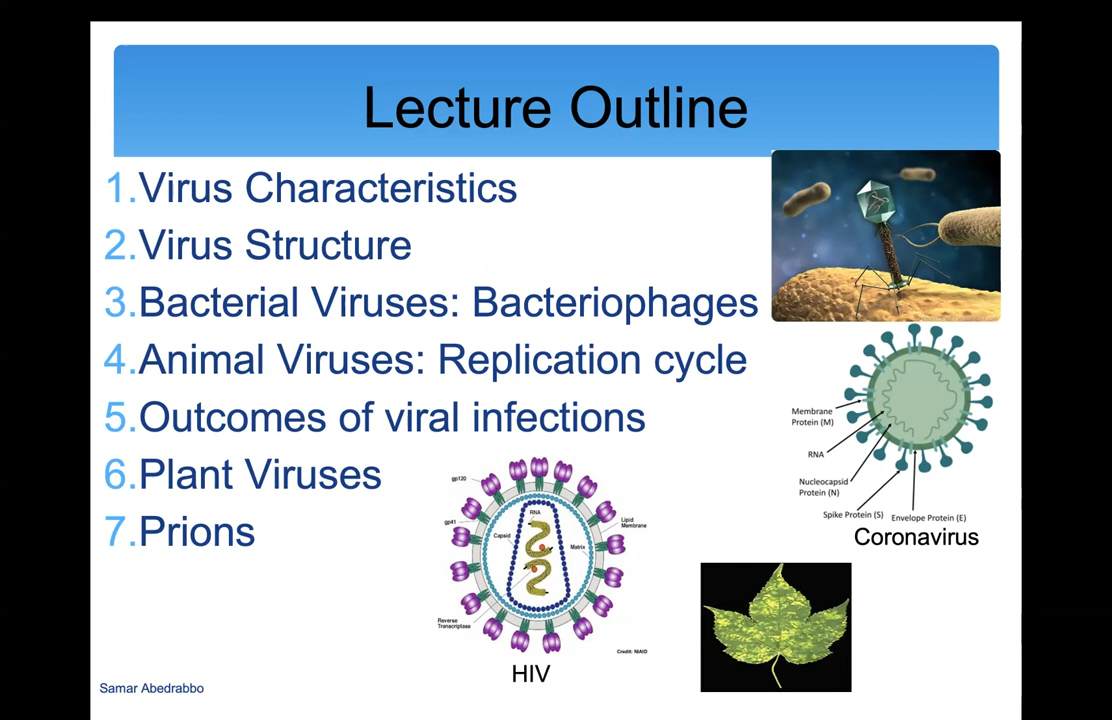 Lecture Outline
1.Virus Characteristics
2.Virus Structure
3.Bacterial Viruses: Bacteriophages
4.Animal Viruses: Replication cycle
5.Outcomes of viral infections
6.Plant Viruses
7.Prions
Membrane
Protein (M)
RNA
Nucleocapsid
Protein (N)
Spike Protein (S)
Envelope Protein (E)
Coronavirus
gp120
gp41
RNA
Capsid
Lipid
Membrane
Matrix
Reverse
Transcriptase
Credit: NIAID
HIV
Samar Abedrabbo